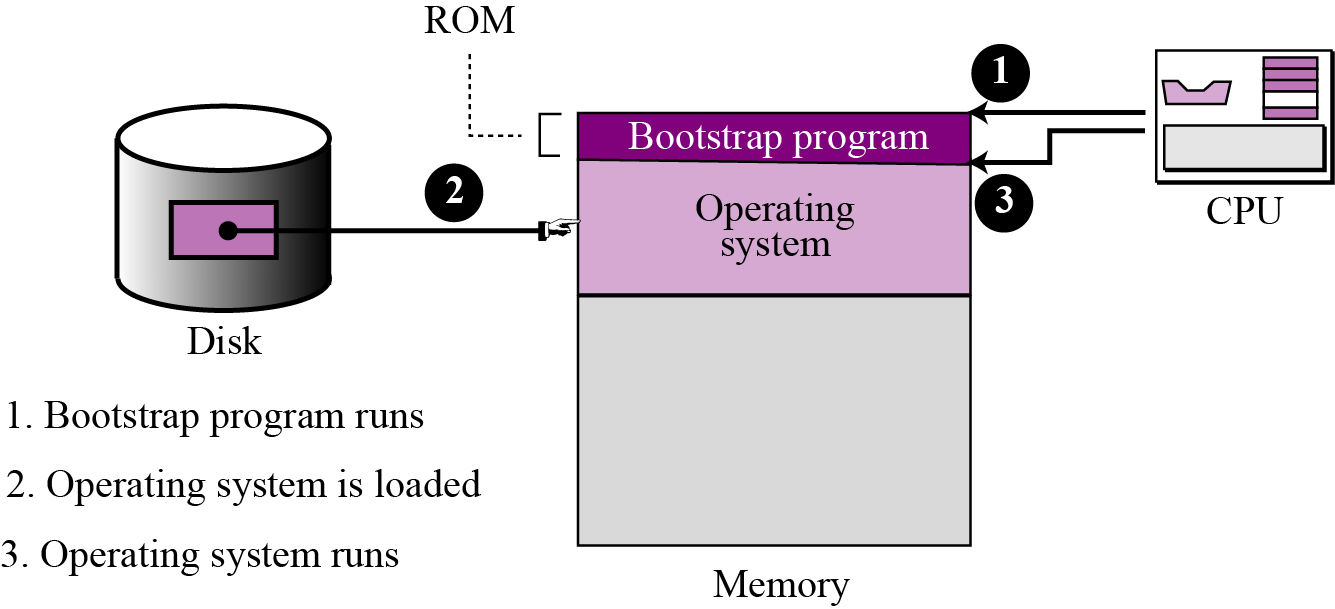 ROM
1
Bootstrap program
2
3
Operating
system
CPU
Disk
1. Bootstrap program runs
2. Operating system is loaded
3. Operating system runs
Memory